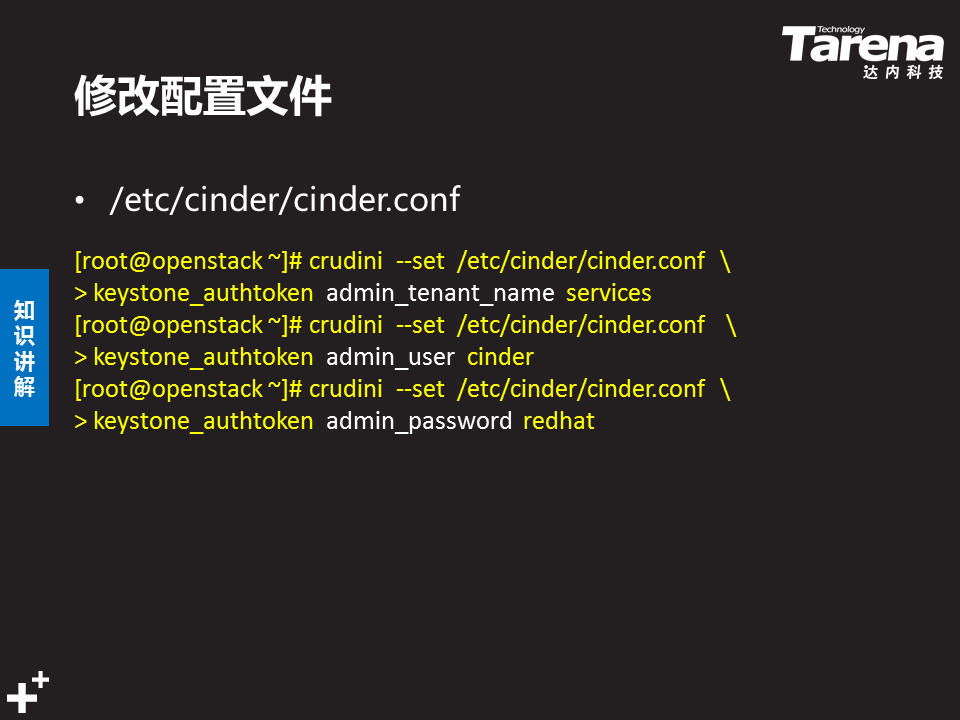 Technology
Tarena
达内科技
修改配置文件
• /etc/cinder/cinder.conf
[root@openstack ~]# crudini --set /etc/cinder/cinder.conf \
> keystone_authtoken admin_tenant_name services
[root@openstack ~]# crudini --set /etc/cinder/cinder.conf \
> keystone_authtoken admin_user cinder
[root@openstack ~]# crudini --set /etc/cinder/cinder.conf \
> keystone_authtoken admin_password redhat
知识讲解